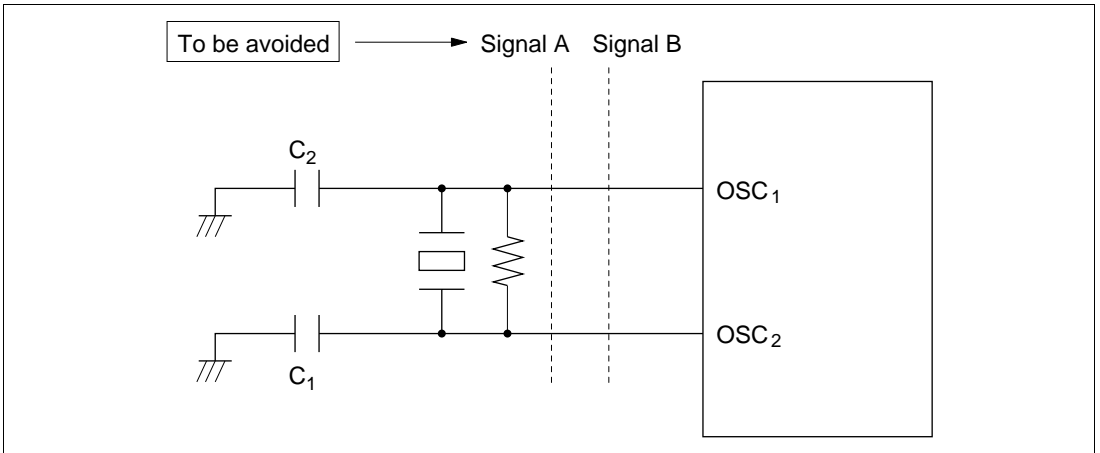 To be avoided
Signal A
Signal B
C2
OSC1
OSC2
C1